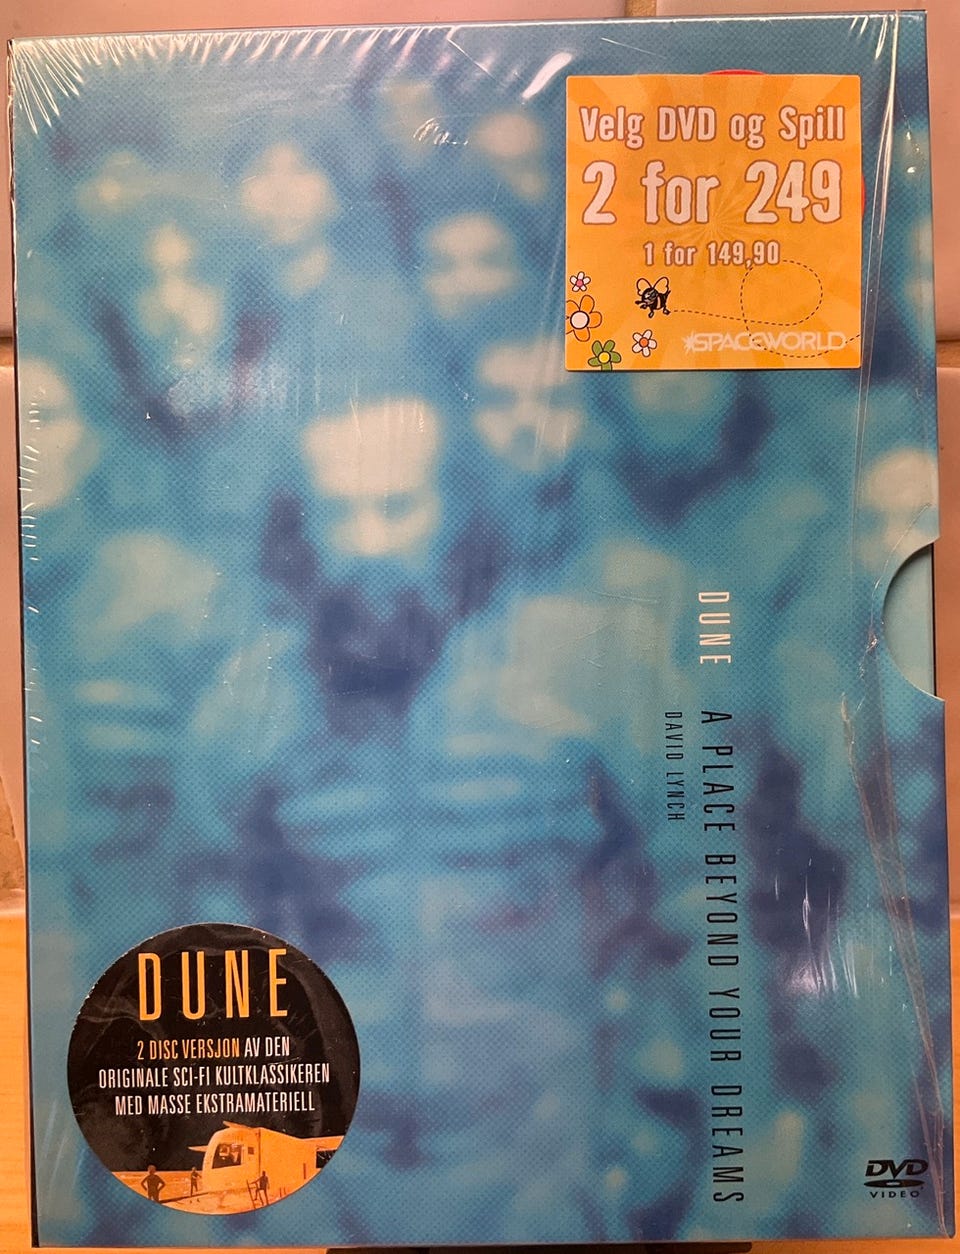 Velg DVD og Spill
2 for 249
1 for 149,90
SPACEWORLD
DUNE A PLACE BEYOND YOUR DREAMS
DAVID LYNCH
DUNE
2 DISC VERSJON AV DEN
ORIGINALE SCI-FI KULTKLASSIKEREN
MED MASSE EKSTRAMATERIELL
DVD
VIDEO